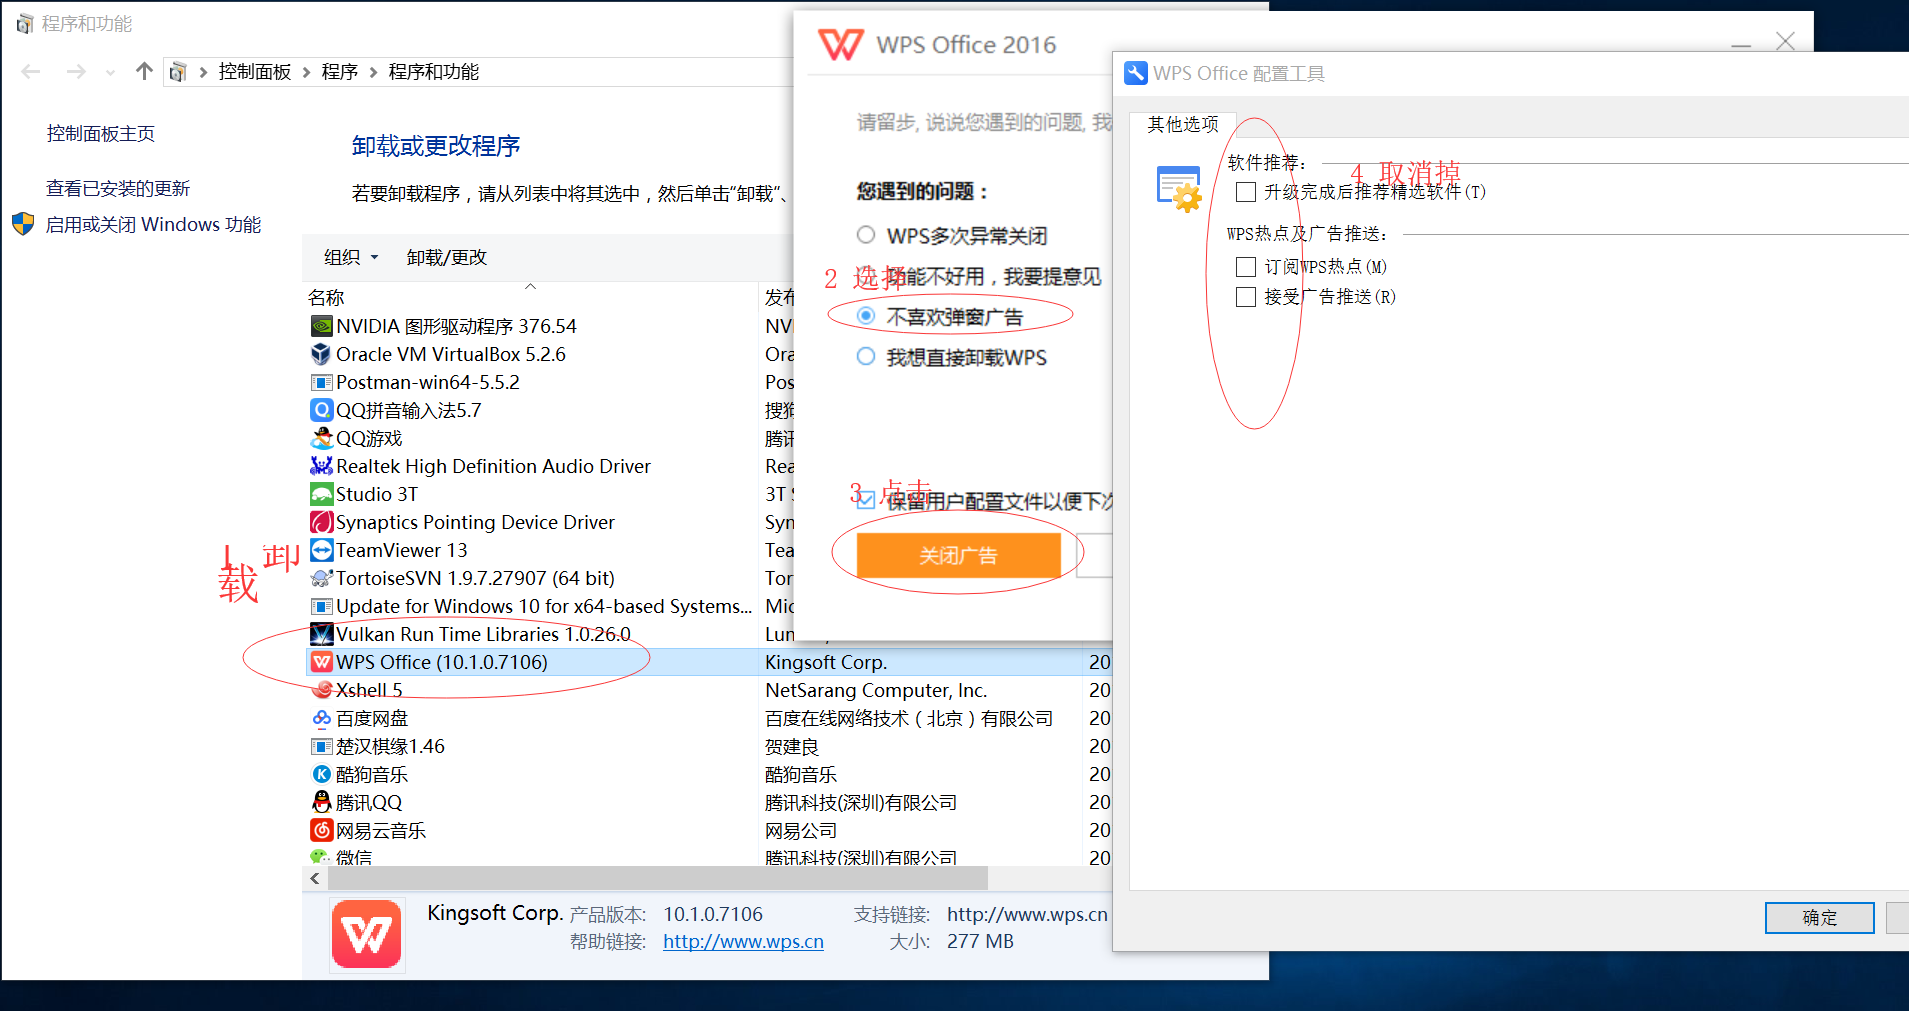 程序和功能
控制面板 程序 程序和功能
控制面板主页
查看已安装的更新
启用或关闭 Windows 功能
卸载或更改程序
若要卸载程序，请从列表中将其选中，然后单击“卸载”、
组织 卸载/更改
名称 发布
NVIDIA 图形驱动程序 376.54 NV
Oracle VM VirtualBox 5.2.6 Ora
Postman-win64-5.5.2 Pos
QQ拼音输入法5.7 搜狗
QQ游戏 腾讯
Realtek High Definition Audio Driver Rea
Studio 3T 3T
Synaptics Pointing Device Driver Syn
TeamViewer 13 Tea
TortoiseSVN 1.9.7.27907 (64 bit) Tor
Update for Windows 10 for x64-based Systems... Mic
Vulkan Run Time Libraries 1.0.26.0 Lun
WPS Office (10.1.0.7106) Kingsoft Corp. 20
Xshell 5 NetSarang Computer, Inc. 20
百度网盘 百度在线网络技术（北京）有限公司 20
楚汉棋缘1.46 贺建良 20
酷狗音乐 酷狗音乐 20
腾讯QQ 腾讯科技(深圳)有限公司 20
网易云音乐 网易公司 20
微信 腾讯科技(深圳)有限公司 20
1、卸
载
Kingsoft Corp. 产品版本: 10.1.0.7106 支持链接: http://www.wps.cn
帮助链接: http://www.wps.cn 大小: 277 MB
WPS Office 2016
请留步, 说说您遇到的问题, 我
您遇到的问题：
WPS多次异常关闭
功能不好用，我要提意见
2 选择
不喜欢弹窗广告
我想直接卸载WPS
3 点击
保留用户配置文件以便下次
关闭广告
WPS Office 配置工具
其他选项
软件推荐:
4 取消掉
升级完成后推荐精选软件(T)
WPS热点及广告推送:
订阅WPS热点(M)
接受广告推送(R)
确定